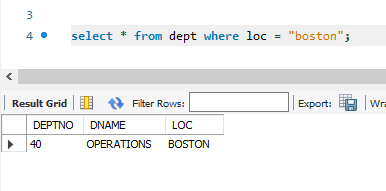 3
4 select * from dept where loc = "boston";
Result Grid Filter Rows: Export:
DEPTNO DNAME LOC
40 OPERATIONS BOSTON